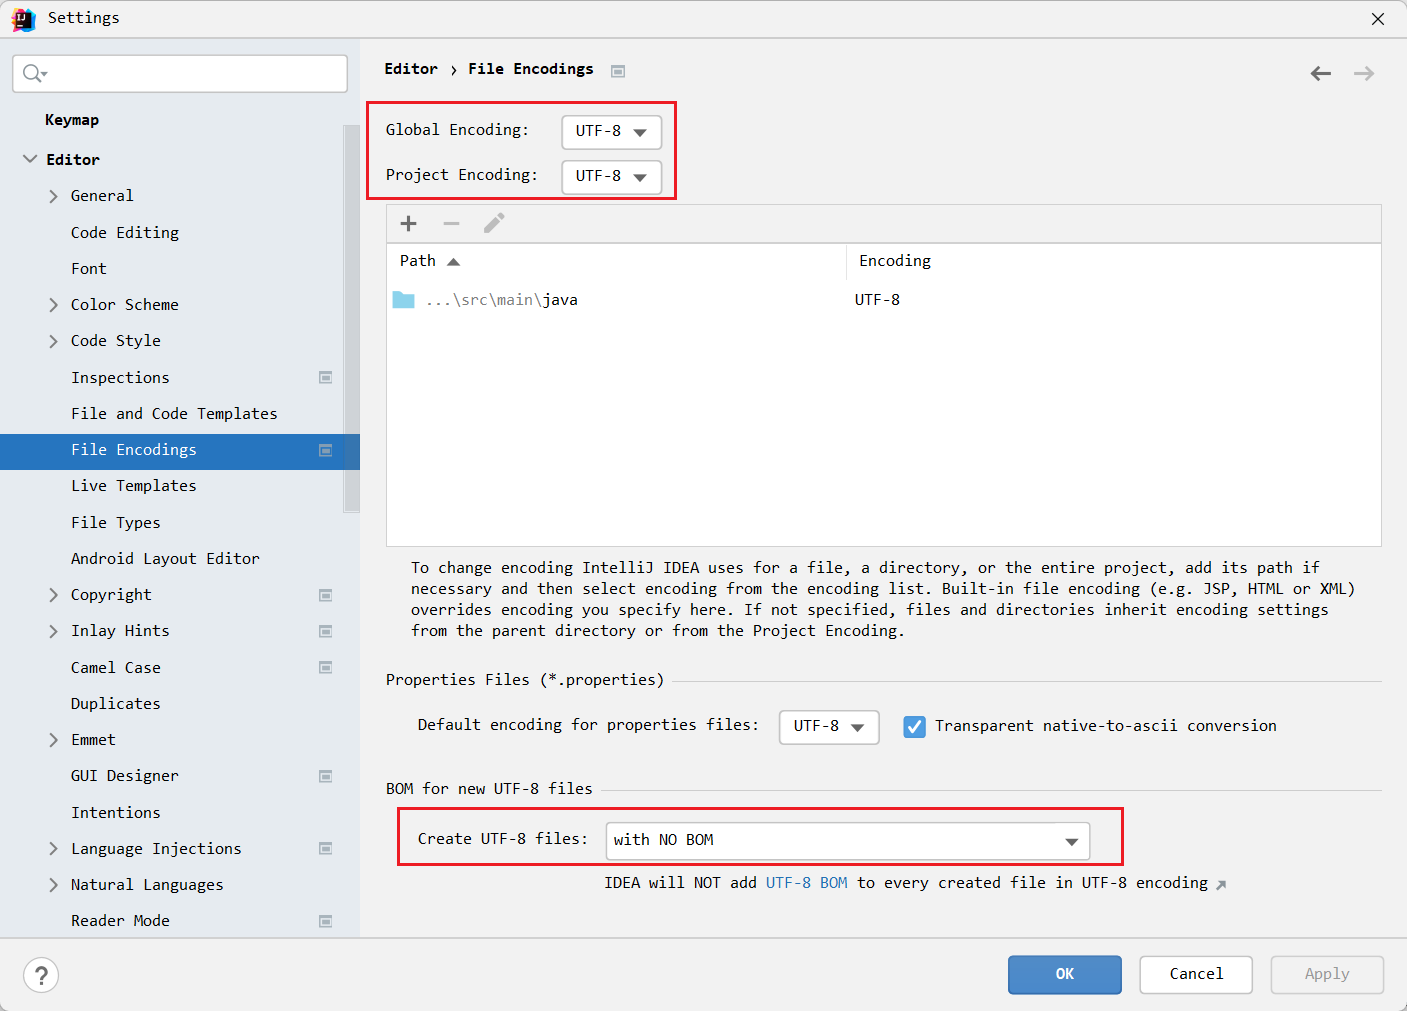 Settings
Keymap
Editor
General
Code Editing
Font
Color Scheme
Code Style
Inspections
File and Code Templates
File Encodings
Live Templates
File Types
Android Layout Editor
Copyright
Inlay Hints
Camel Case
Duplicates
Emmet
GUI Designer
Intentions
Language Injections
Natural Languages
Reader Mode
Editor › File Encodings
Global Encoding: UTF-8
Project Encoding: UTF-8
Path Encoding
...\src\main\java UTF-8
To change encoding IntelliJ IDEA uses for a file, a directory, or the entire project, add its path if
necessary and then select encoding from the encoding list. Built-in file encoding (e.g. JSP, HTML or XML)
overrides encoding you specify here. If not specified, files and directories inherit encoding settings
from the parent directory or from the Project Encoding.
Properties Files (*.properties)
Default encoding for properties files: UTF-8 Transparent native-to-ascii conversion
BOM for new UTF-8 files
Create UTF-8 files: with NO BOM
IDEA will NOT add UTF-8 BOM to every created file in UTF-8 encoding
? OK Cancel Apply